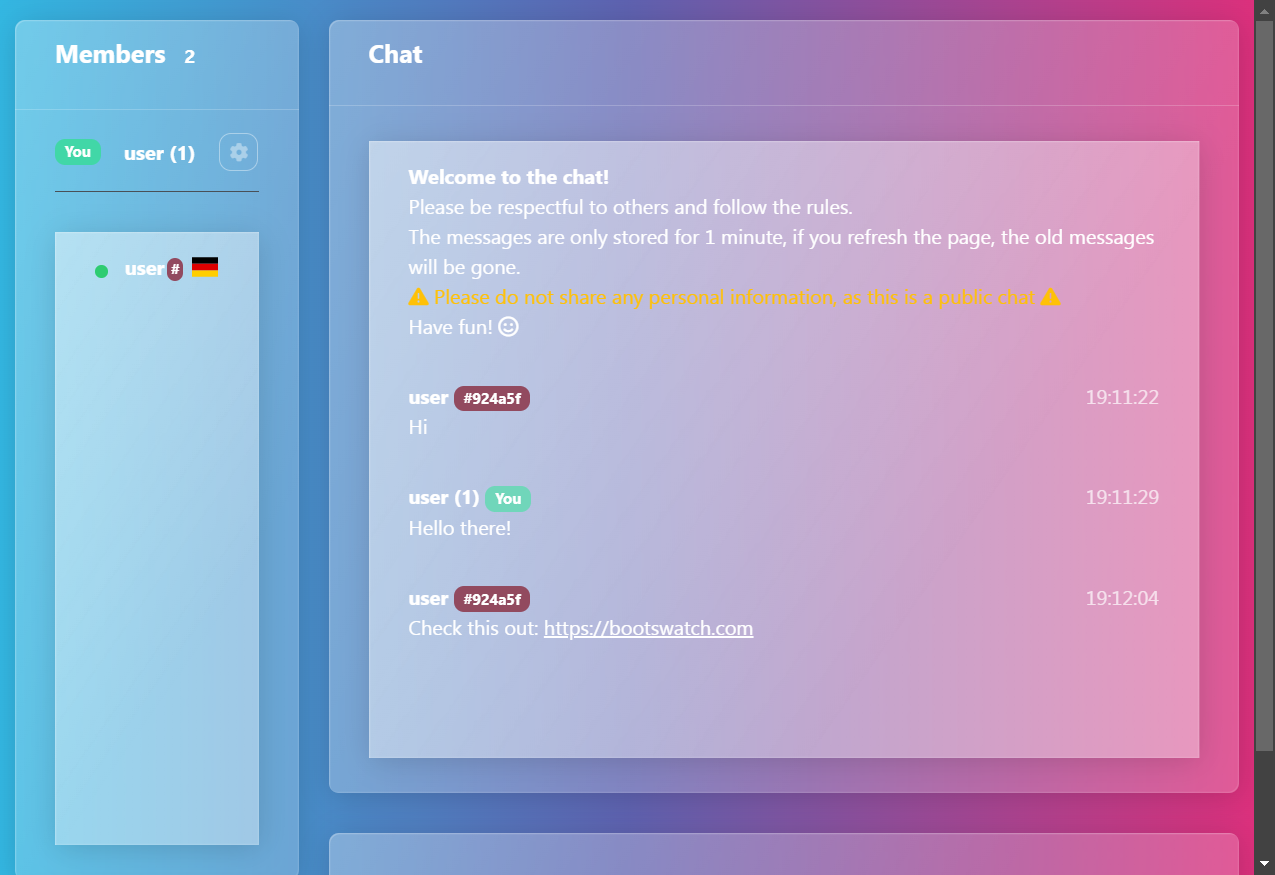 Members 2
You user (1)
user #
Chat
Welcome to the chat!
Please be respectful to others and follow the rules.
The messages are only stored for 1 minute, if you refresh the page, the old messages
will be gone.
Please do not share any personal information, as this is a public chat
Have fun!
user #924a5f 19:11:22
Hi
user (1) You 19:11:29
Hello there!
user #924a5f 19:12:04
Check this out: https://bootswatch.com